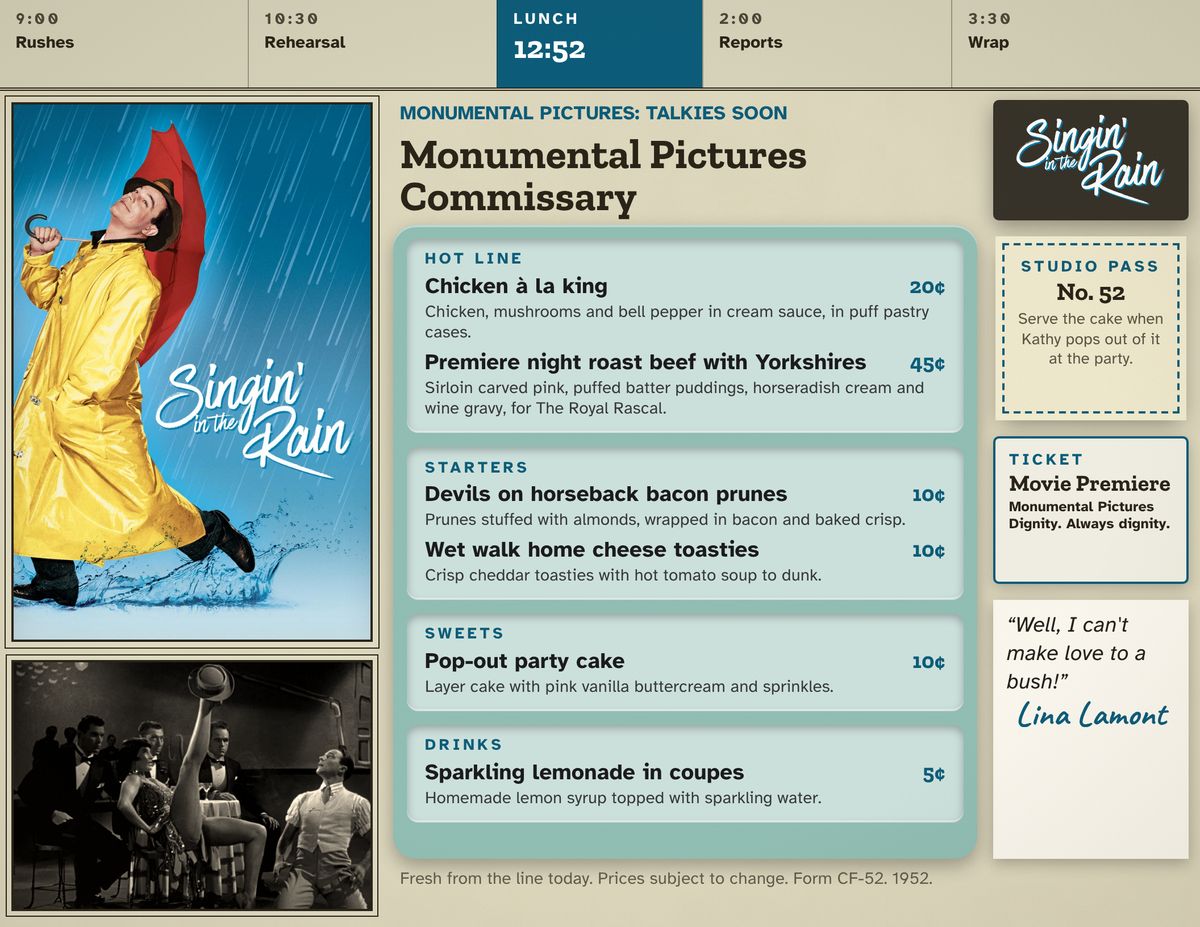 9:00
Rushes
10:30
Rehearsal
LUNCH
12:52
2:00
Reports
3:30
Wrap
Singin'
in the
Rain
MONUMENTAL PICTURES: TALKIES SOON
Monumental Pictures
Commissary
HOT LINE
Chicken à la king 20¢
Chicken, mushrooms and bell pepper in cream sauce, in puff pastry
cases.
Premiere night roast beef with Yorkshires 45¢
Sirloin carved pink, puffed batter puddings, horseradish cream and
wine gravy, for The Royal Rascal.
STARTERS
Devils on horseback bacon prunes 10¢
Prunes stuffed with almonds, wrapped in bacon and baked crisp.
Wet walk home cheese toasties 10¢
Crisp cheddar toasties with hot tomato soup to dunk.
SWEETS
Pop-out party cake 10¢
Layer cake with pink vanilla buttercream and sprinkles.
DRINKS
Sparkling lemonade in coupes 5¢
Homemade lemon syrup topped with sparkling water.
Fresh from the line today. Prices subject to change. Form CF-52. 1952.
Singin'
in the
Rain
STUDIO PASS
No. 52
Serve the cake when
Kathy pops out of it
at the party.
TICKET
Movie Premiere
Monumental Pictures
Dignity. Always dignity.
“Well, I can't
make love to a
bush!”
Lina Lamont